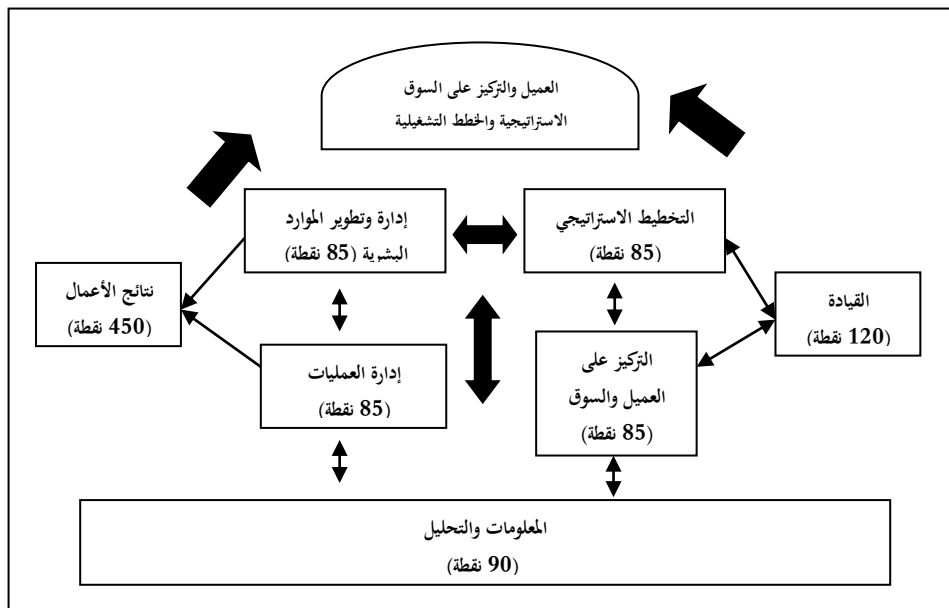 العميل والتركيز على السوق
الاستراتيجية والخطط التشغيلية
التخطيط الاستراتيجي
(85 نقطة)
إدارة وتطوير الموارد
البشرية (85 نقطة)
القيادة
(120 نقطة)
نتائج الأعمال
(450 نقطة)
التركيز على
العميل والسوق
(85 نقطة)
إدارة العمليات
(85 نقطة)
المعلومات والتحليل
(90 نقطة)